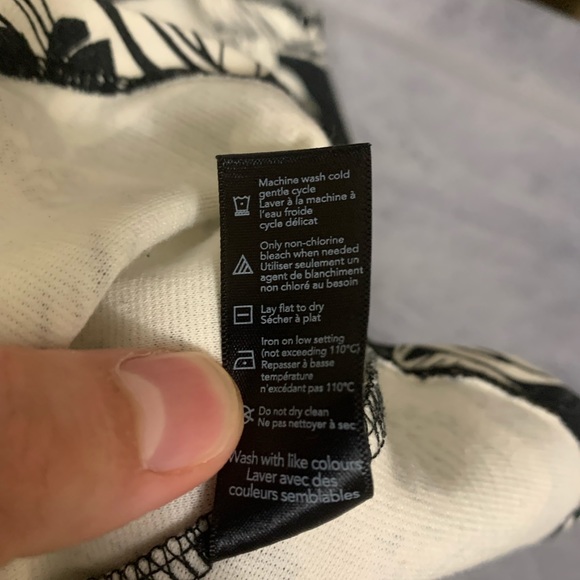 Machine wash cold
gentle cycle
Laver à la machine à
l'eau froide
cycle délicat
Only non-chlorine
bleach when needed
Utiliser seulement un
agent de blanchiment
non chloré au besoin
Lay flat to dry
Sécher à plat
Iron on low setting
(not exceeding 110°C)
Repasser à basse
température
n'excédant pas 110°C
Do not dry clean
Ne pas nettoyer à sec
Wash with like colours
Laver avec des
couleurs semblables